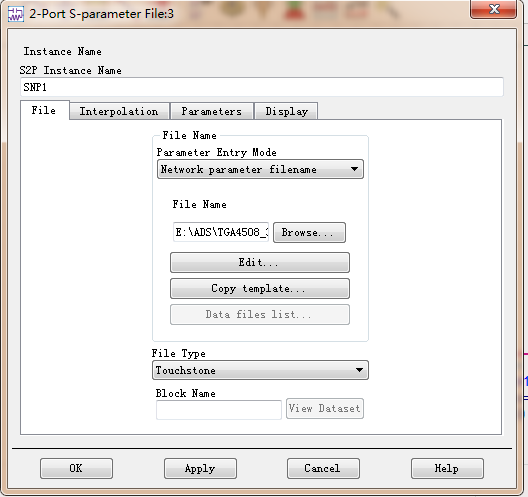 2-Port S-parameter File:3
Instance Name
S2P Instance Name
SNP1
File Interpolation Parameters Display
File Name
Parameter Entry Mode
Network parameter filename
File Name
E:\ADS\TGA4508_ Browse...
Edit...
Copy template...
Data files list...
File Type
Touchstone
Block Name
View Dataset
OK Apply Cancel Help